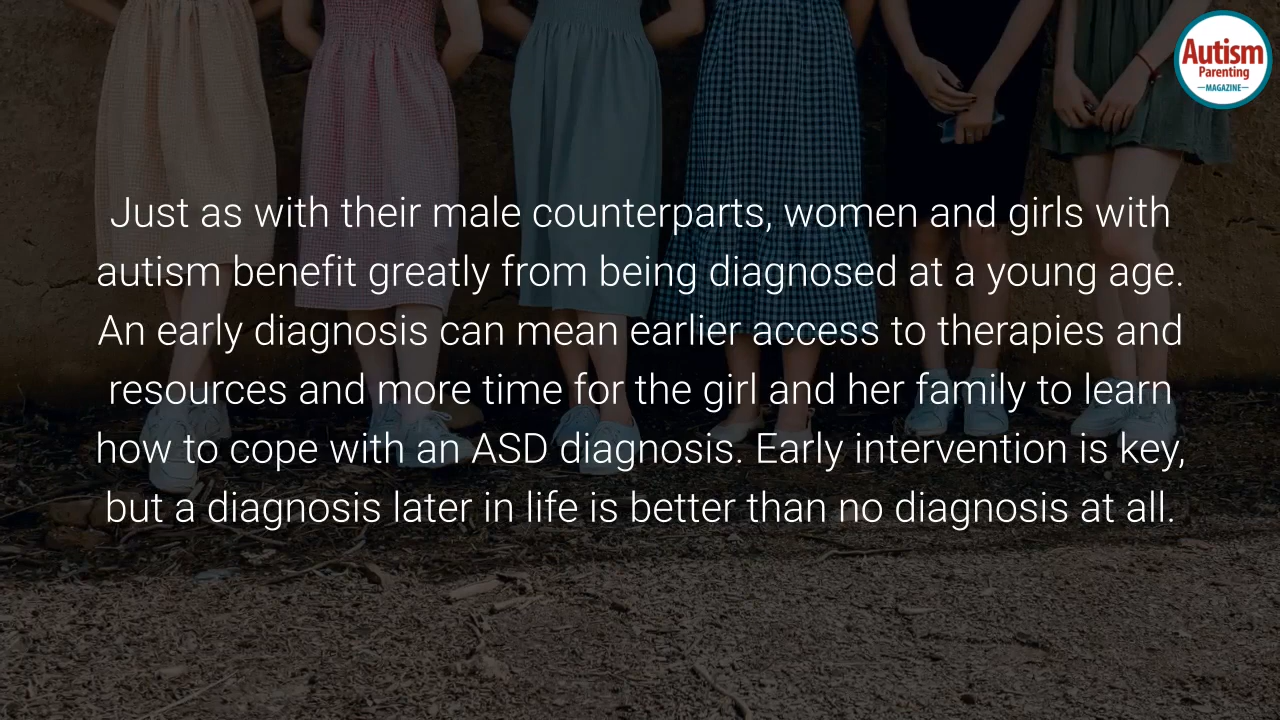 Autism
Parenting
MAGAZINE
Just as with their male counterparts, women and girls with
autism benefit greatly from being diagnosed at a young age.
An early diagnosis can mean earlier access to therapies and
resources and more time for the girl and her family to learn
how to cope with an ASD diagnosis. Early intervention is key,
but a diagnosis later in life is better than no diagnosis at all.